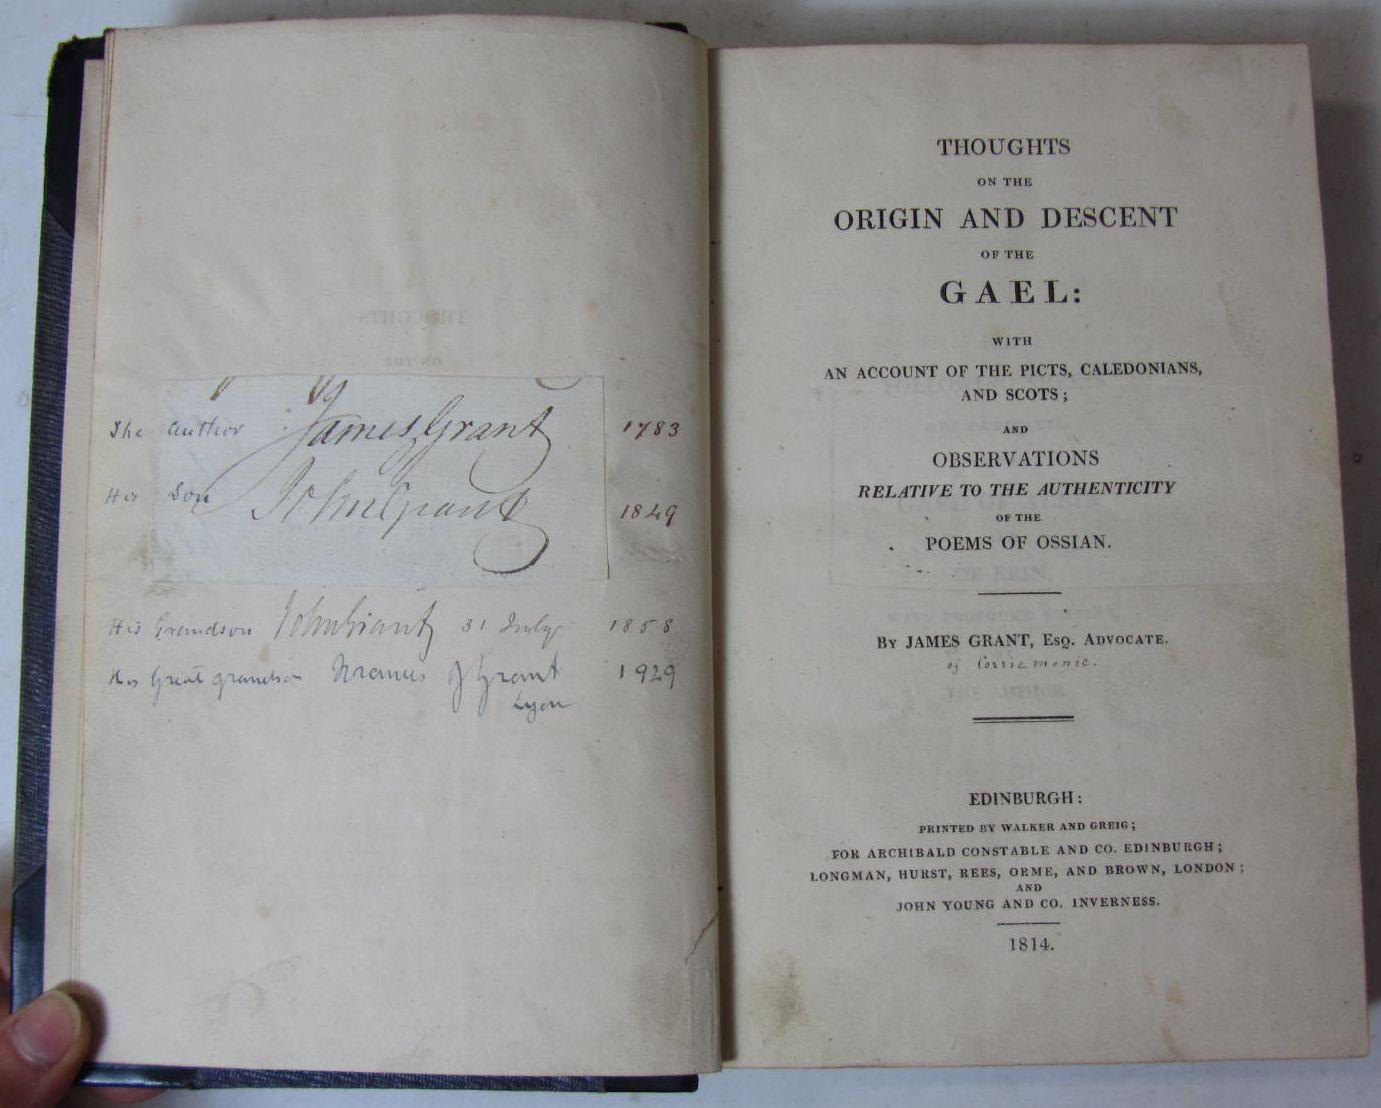 The author James Grant 1783
His Son John Grant 1849
His Grandson John Grant 31 July 1858
His Great grandson Francis J Grant 1929
Lyon
THOUGHTS
ON THE
ORIGIN AND DESCENT
OF THE
GAEL:
WITH
AN ACCOUNT OF THE PICTS, CALEDONIANS,
AND SCOTS;
AND
OBSERVATIONS
RELATIVE TO THE AUTHENTICITY
OF THE
POEMS OF OSSIAN.
BY JAMES GRANT, ESQ. ADVOCATE.
of Corriemonie.
EDINBURGH:
PRINTED BY WALKER AND GREIG;
FOR ARCHIBALD CONSTABLE AND CO. EDINBURGH;
LONGMAN, HURST, REES, ORME, AND BROWN, LONDON;
AND
JOHN YOUNG AND CO. INVERNESS.
1814.